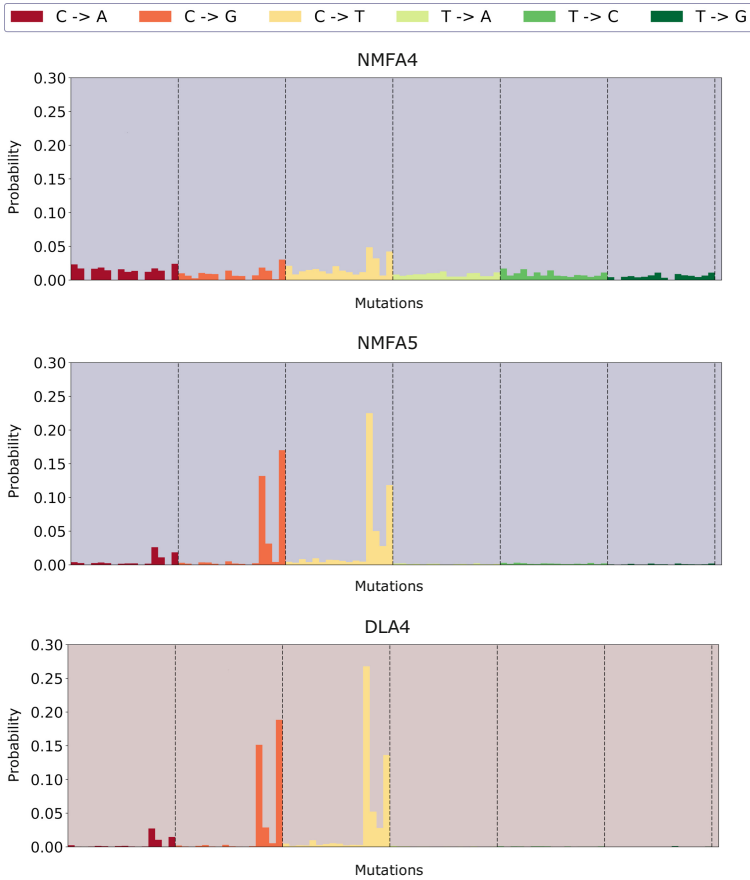 C -> A C -> G C -> T T -> A T -> C T -> G
NMFA4
0.30
0.25
0.20
0.15
0.10
0.05
0.00
Probability
Mutations
NMFA5
0.30
0.25
0.20
0.15
0.10
0.05
0.00
Probability
Mutations
DLA4
0.30
0.25
0.20
0.15
0.10
0.05
0.00
Probability
Mutations